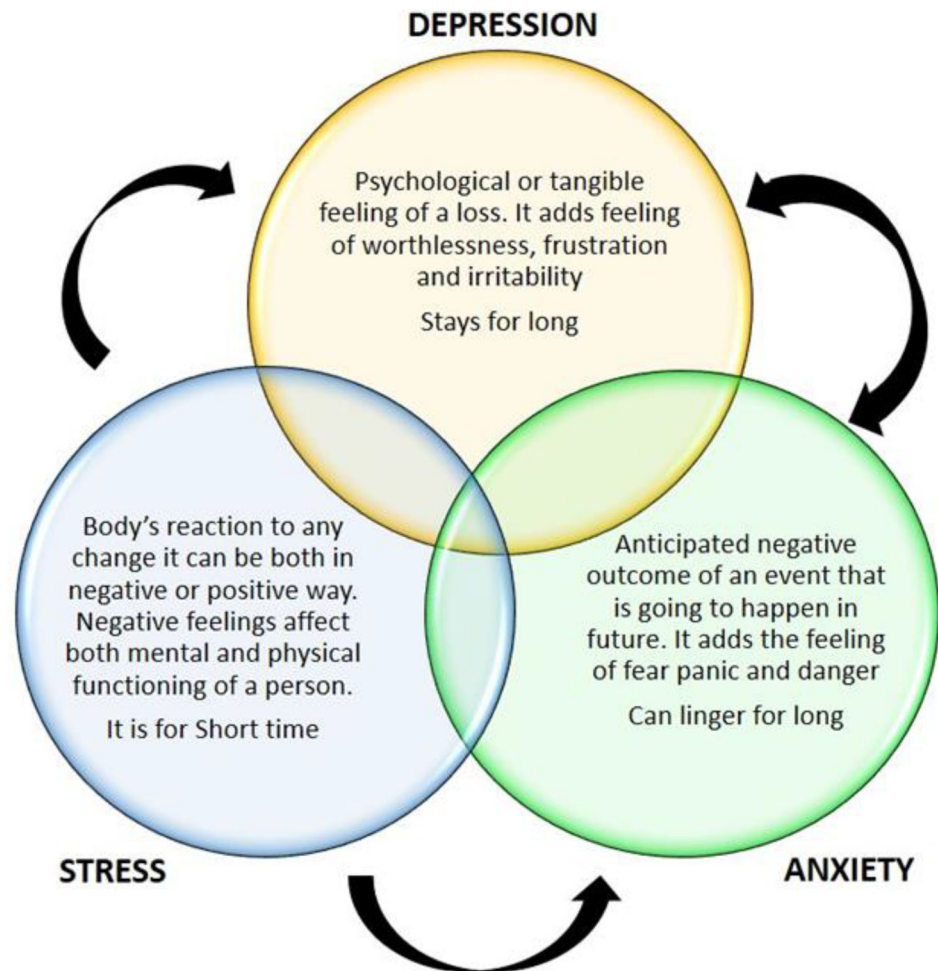 DEPRESSION
Psychological or tangible
feeling of a loss. It adds feeling
of worthlessness, frustration
and irritability
Stays for long
Body’s reaction to any
change it can be both in
negative or positive way.
Negative feelings affect
both mental and physical
functioning of a person.
It is for Short time
Anticipated negative
outcome of an event that
is going to happen in
future. It adds the feeling
of fear panic and danger
Can linger for long
STRESS
ANXIETY